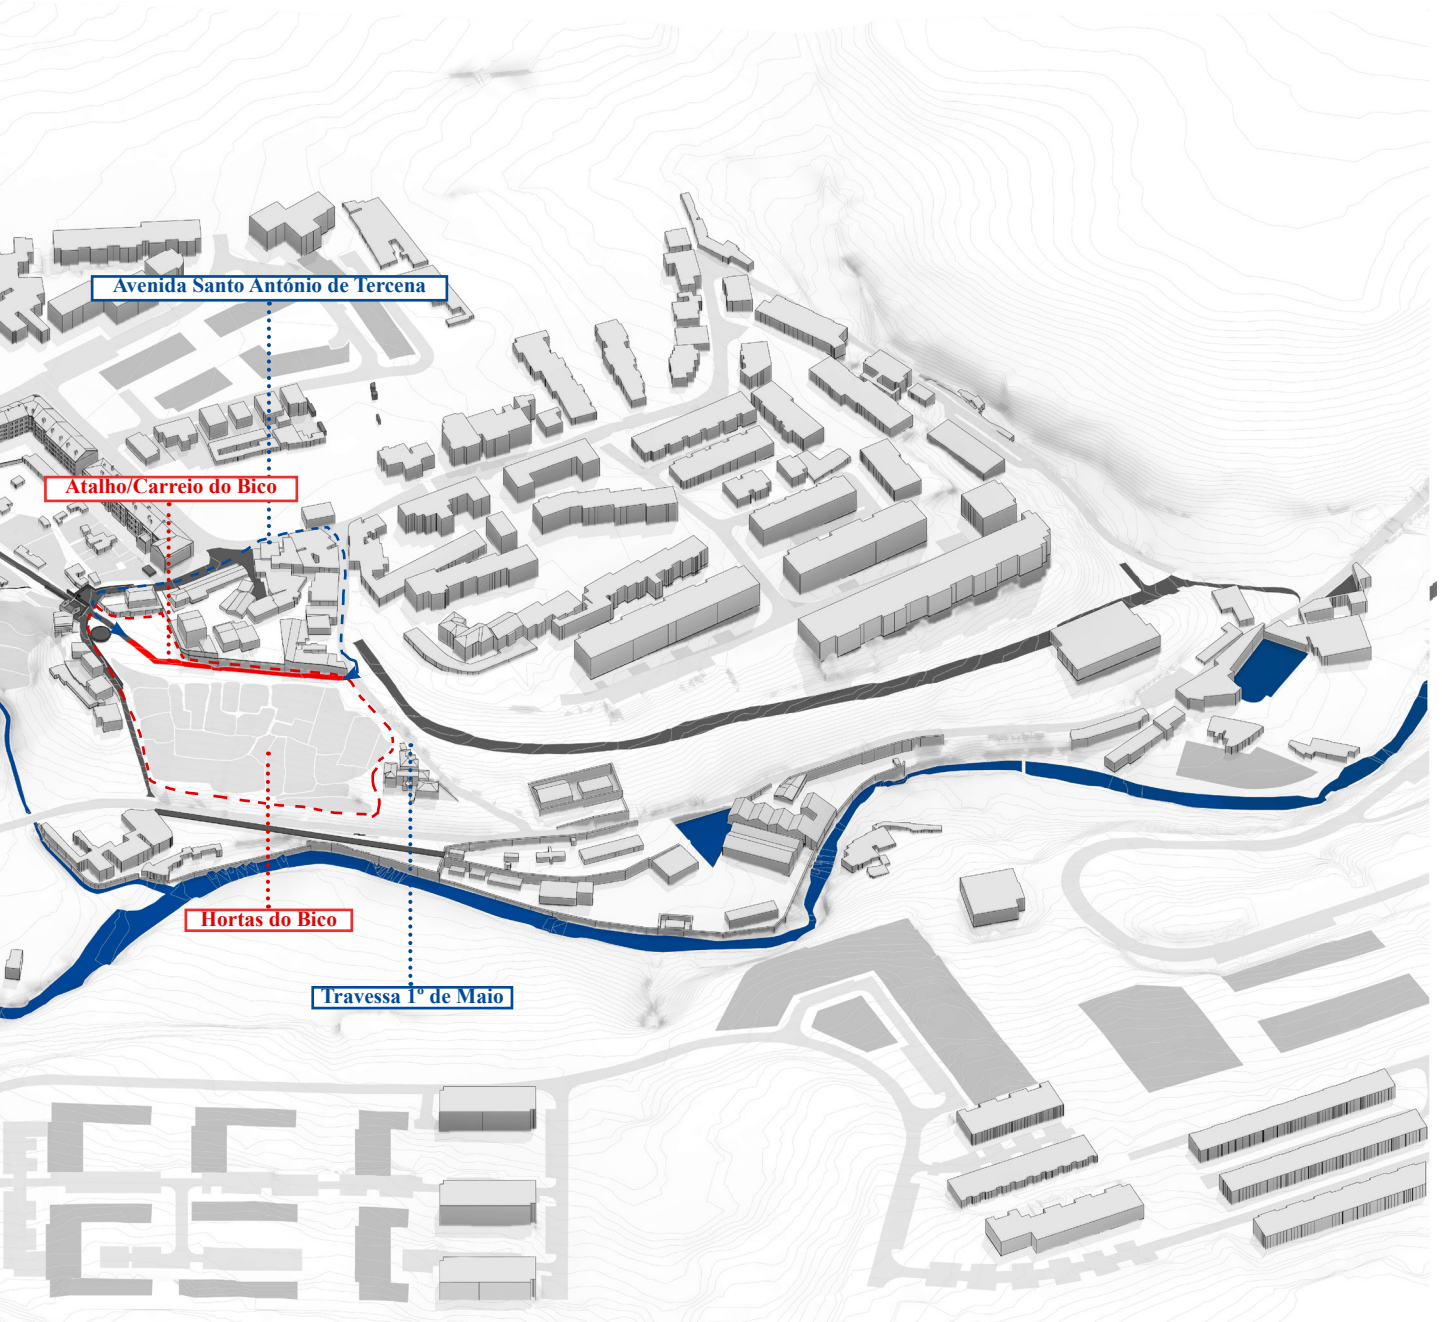 Avenida Santo António de Tercena
Atalho/Carreio do Bico
Hortas do Bico
Travessa 1º de Maio